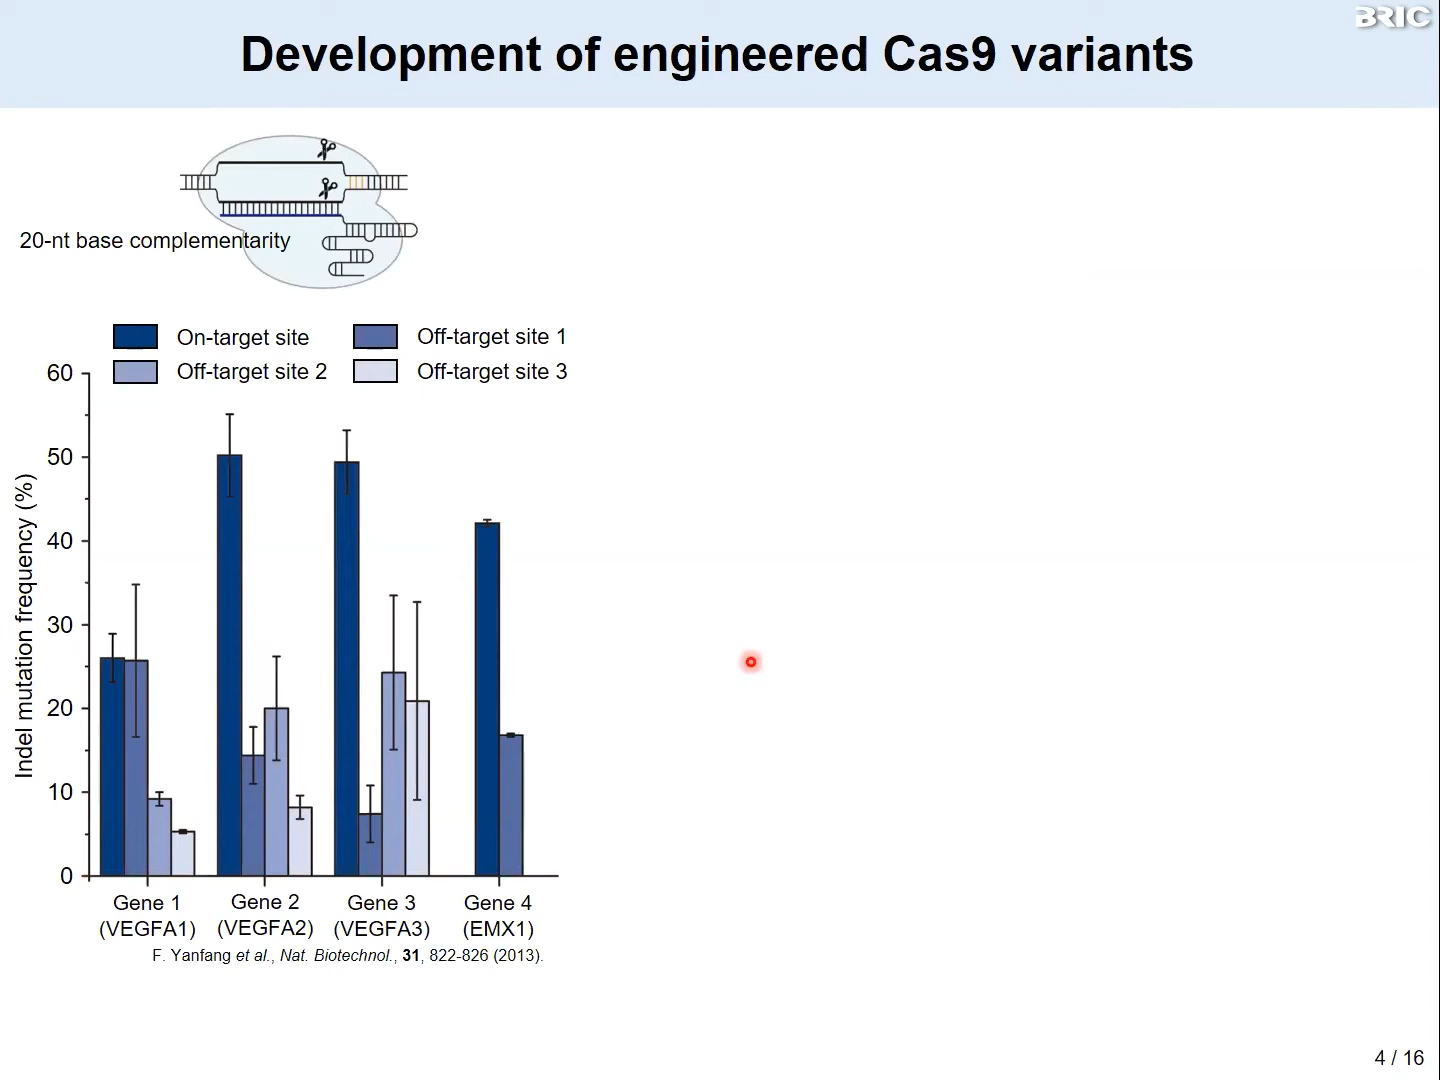 BRIC
Development of engineered Cas9 variants
20-nt base complementarity
On-target site
Off-target site 1
Off-target site 2
Off-target site 3
Indel mutation frequency (%)
60
50
40
30
20
10
0
Gene 1
(VEGFA1)
Gene 2
(VEGFA2)
Gene 3
(VEGFA3)
Gene 4
(EMX1)
F. Yanfang et al., Nat. Biotechnol., 31, 822-826 (2013).
4 / 16